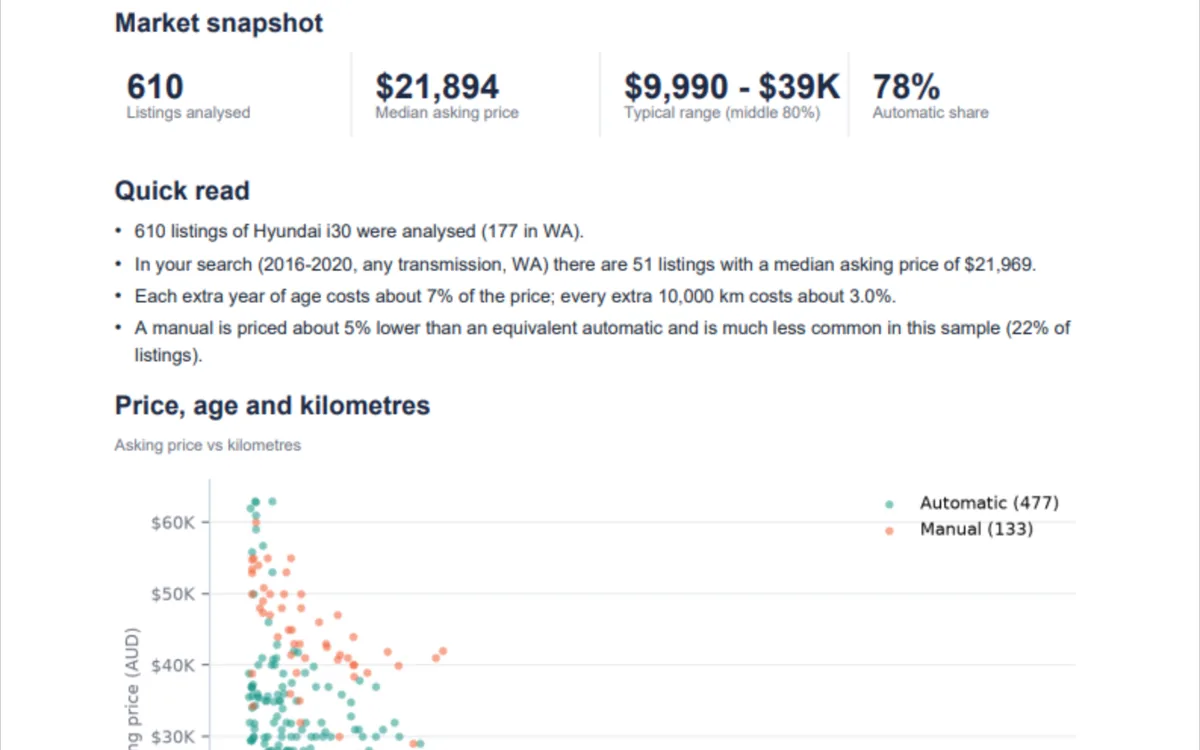 Market snapshot
610
Listings analysed
$21,894
Median asking price
$9,990 - $39K
Typical range (middle 80%)
78%
Automatic share
Quick read
• 610 listings of Hyundai i30 were analysed (177 in WA).
• In your search (2016-2020, any transmission, WA) there are 51 listings with a median asking price of $21,969.
• Each extra year of age costs about 7% of the price; every extra 10,000 km costs about 3.0%.
• A manual is priced about 5% lower than an equivalent automatic and is much less common in this sample (22% of
listings).
Price, age and kilometres
Asking price vs kilometres
Automatic (477)
Manual (133)
$60K
$50K
$40K
$30K
price (AUD)